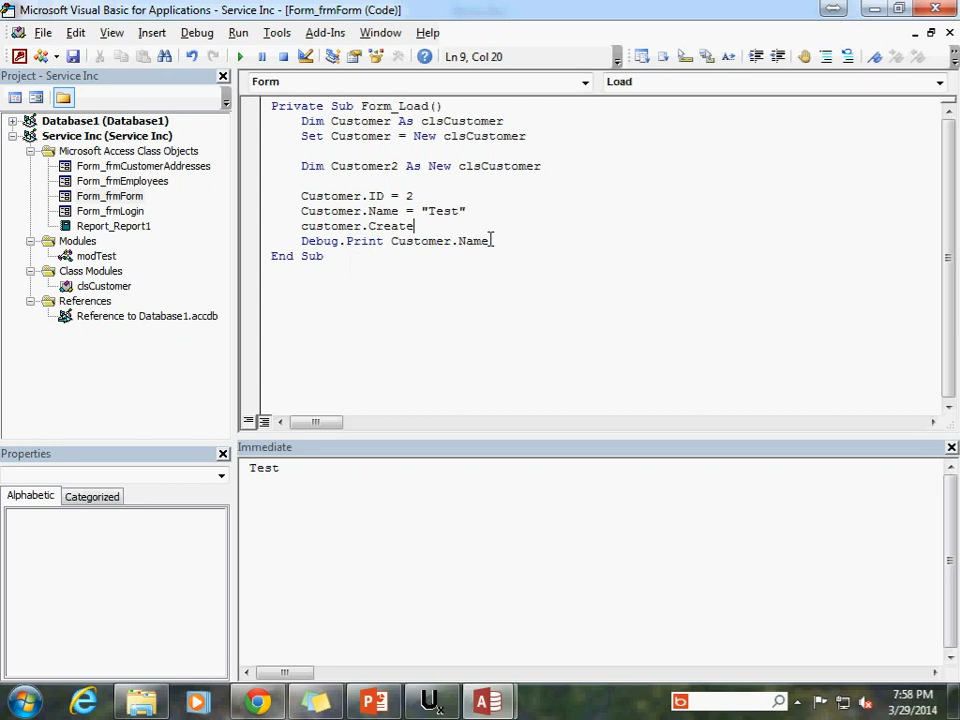 Microsoft Visual Basic for Applications - Service Inc - [Form_frmForm (Code)]
File Edit View Insert Debug Run Tools Add-Ins Window Help
Ln 9, Col 20
Project - Service Inc
Form
Load
Database1 (Database1)
Service Inc (Service Inc)
Microsoft Access Class Objects
Form_frmCustomerAddresses
Form_frmEmployees
Form_frmForm
Form_frmLogin
Report_Report1
Modules
modTest
Class Modules
clsCustomer
References
Reference to Database1.accdb
Private Sub Form_Load()
Dim Customer As clsCustomer
Set Customer = New clsCustomer
Dim Customer2 As New clsCustomer
Customer.ID = 2
Customer.Name = "Test"
customer.Create
Debug.Print Customer.Name
End Sub
Properties
Alphabetic Categorized
Immediate
Test
7:58 PM
3/29/2014